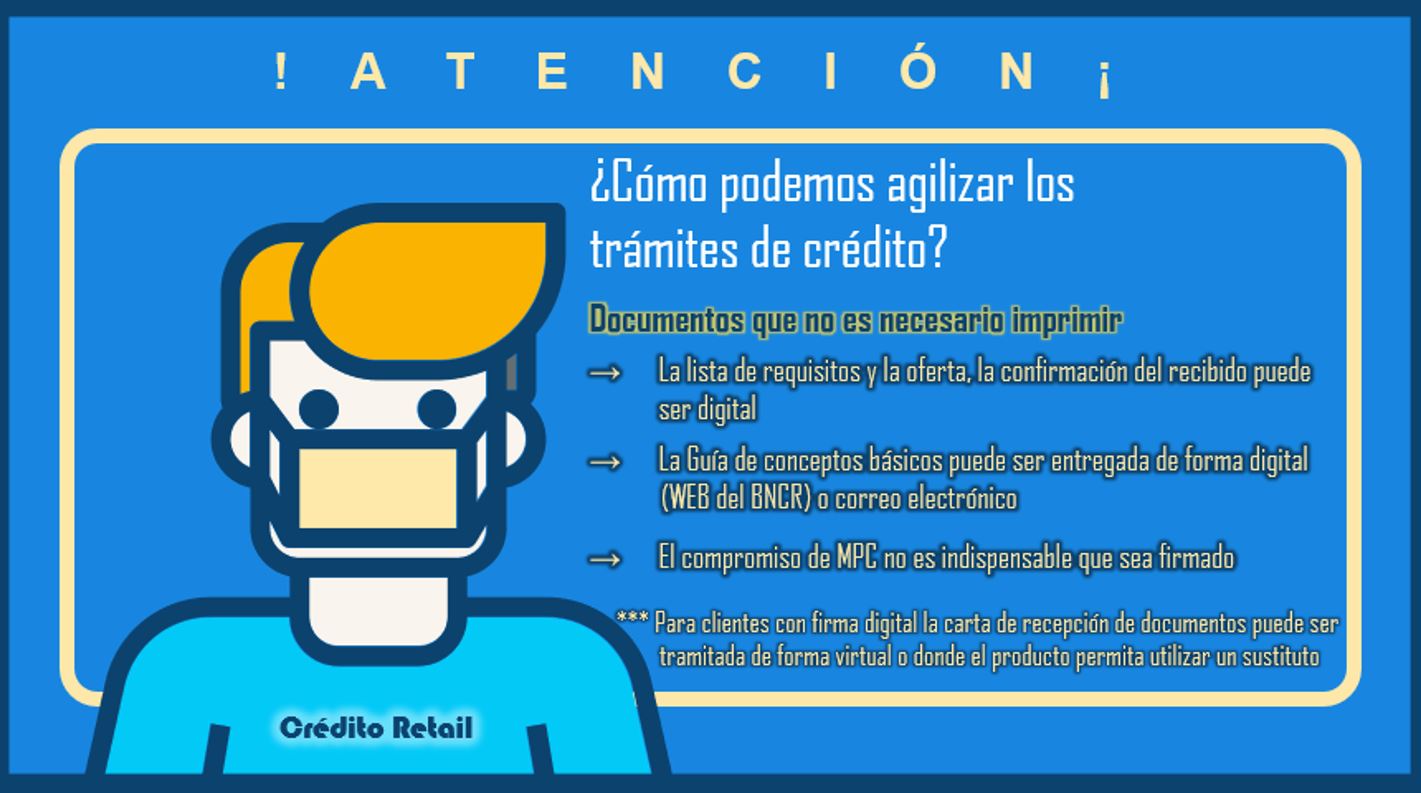 ! A T E N C I Ó N ¡
¿Cómo podemos agilizar los
trámites de crédito?
Documentos que no es necesario imprimir
→ La lista de requisitos y la oferta, la confirmación del recibido puede
ser digital
→ La Guía de conceptos básicos puede ser entregada de forma digital
(WEB del BNCR) o correo electrónico
→ El compromiso de MPC no es indispensable que sea firmado
*** Para clientes con firma digital la carta de recepción de documentos puede ser
tramitada de forma virtual o donde el producto permita utilizar un sustituto
Crédito Retail